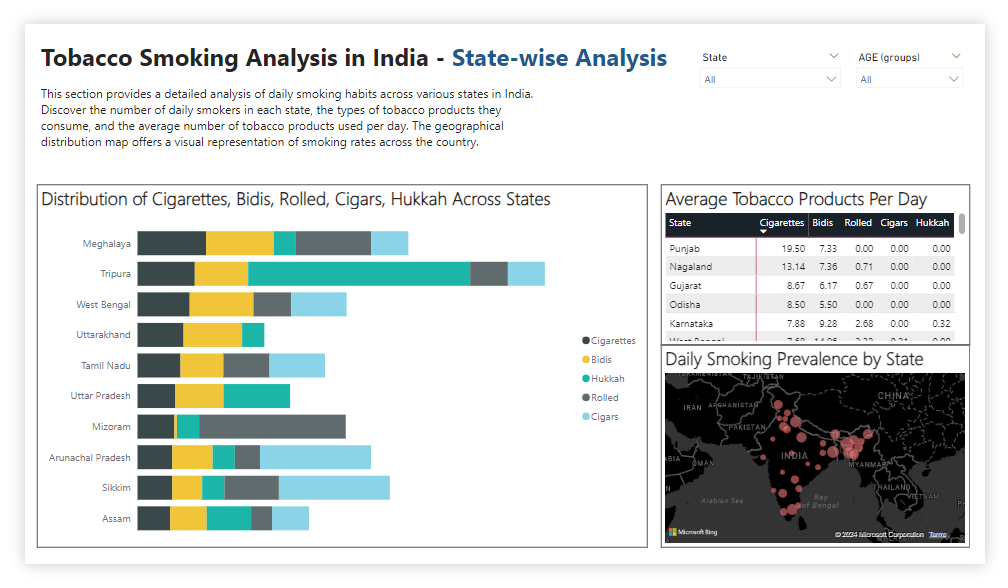 Tobacco Smoking Analysis in India - State-wise Analysis
This section provides a detailed analysis of daily smoking habits across various states in India.
Discover the number of daily smokers in each state, the types of tobacco products they
consume, and the average number of tobacco products used per day. The geographical
distribution map offers a visual representation of smoking rates across the country.
State
All
AGE (groups)
All
Distribution of Cigarettes, Bidis, Rolled, Cigars, Hukkah Across States
Meghalaya
Tripura
West Bengal
Uttarakhand
Tamil Nadu
Uttar Pradesh
Mizoram
Arunachal Pradesh
Sikkim
Assam
Cigarettes
Bidis
Hukkah
Rolled
Cigars
Average Tobacco Products Per Day
State Cigarettes Bidis Rolled Cigars Hukkah
Punjab 19.50 7.33 0.00 0.00 0.00
Nagaland 13.14 7.36 0.71 0.00 0.00
Gujarat 8.67 6.17 0.67 0.00 0.00
Odisha 8.50 5.50 0.00 0.00 0.00
Karnataka 7.88 9.28 2.68 0.00 0.32
Daily Smoking Prevalence by State
TAJIKISTAN
CHINA
IRAN
AFGHANISTAN
PAKISTAN
INDIA
OMAN
MYANMAR
THAILAND
VIETNAM
Arabian Sea
Bay
of Bengal
Microsoft Bing
© 2024 Microsoft Corporation Terms